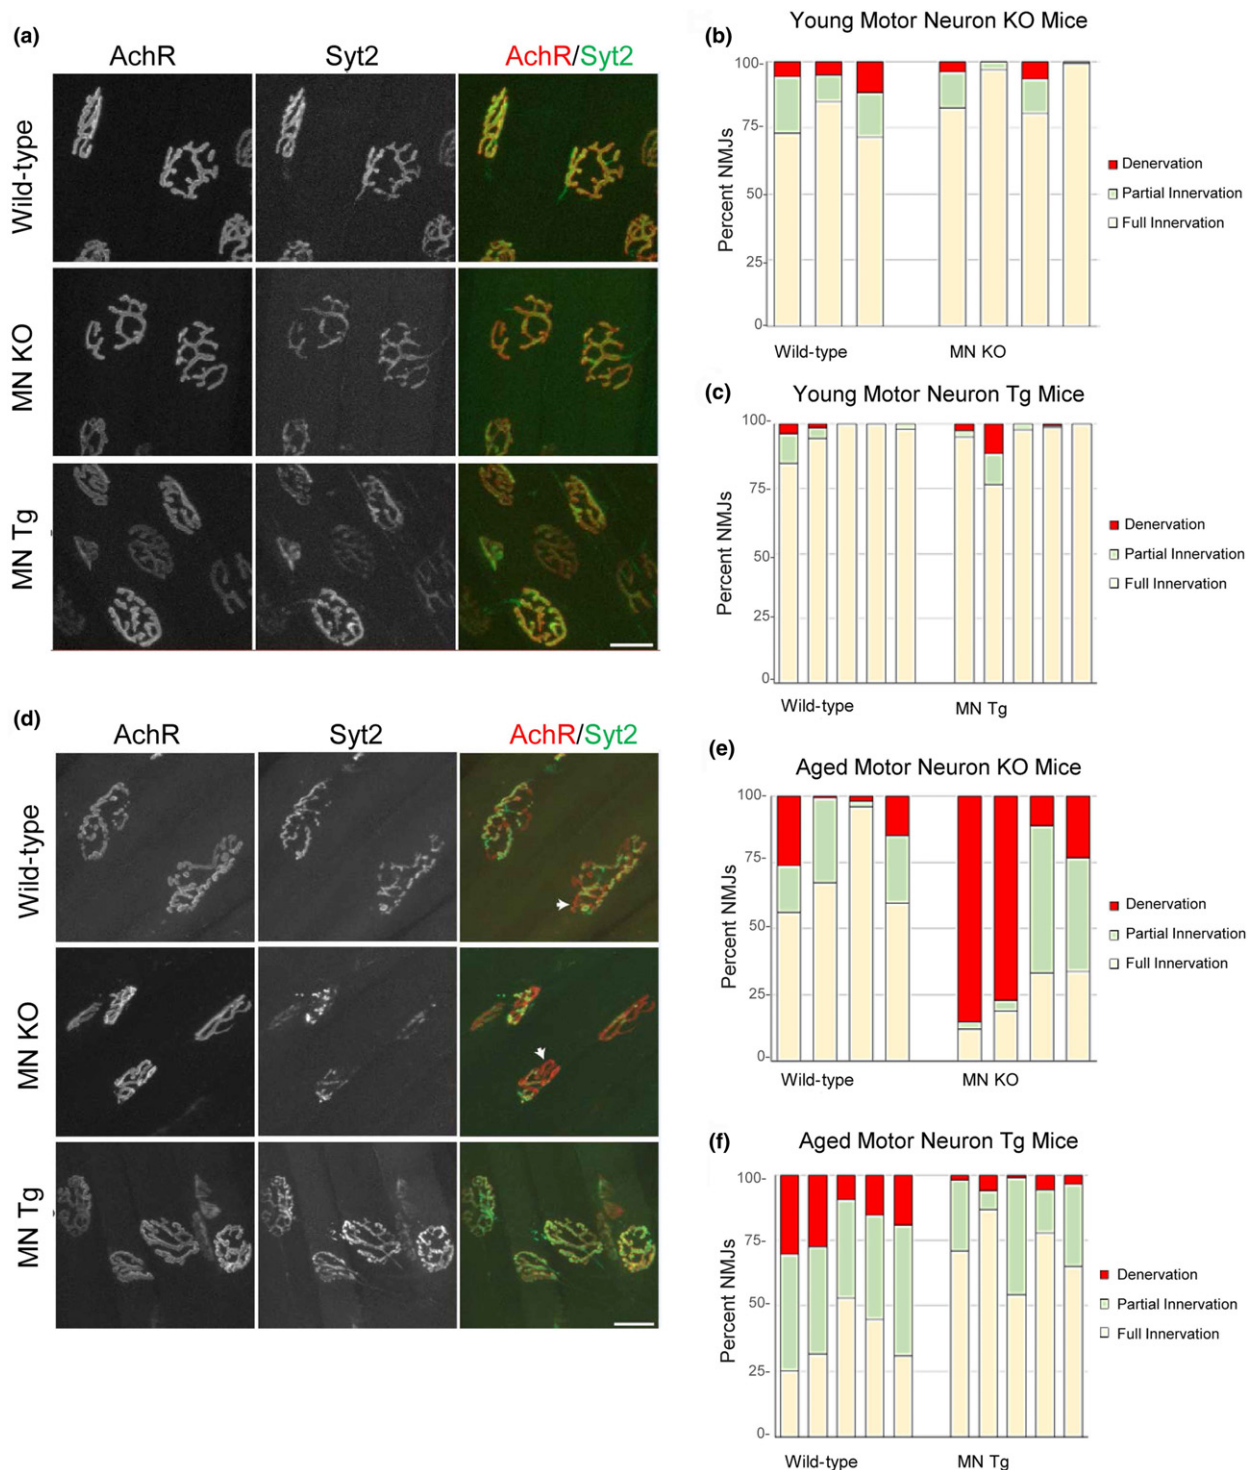 (a)
AchR Syt2 AchR/Syt2
Wild-type
MN KO
MN Tg
(b)
Young Motor Neuron KO Mice
Percent NMJs
100-
75-
50-
25-
0-
Wild-type MN KO
Denervation
Partial Innervation
Full Innervation
(c)
Young Motor Neuron Tg Mice
Percent NMJs
100-
75-
50-
25-
0-
Wild-type MN Tg
Denervation
Partial Innervation
Full Innervation
(d)
AchR Syt2 AchR/Syt2
Wild-type
MN KO
MN Tg
(e)
Aged Motor Neuron KO Mice
Percent NMJs
100-
75-
50-
25-
0-
Wild-type MN KO
Denervation
Partial Innervation
Full Innervation
(f)
Aged Motor Neuron Tg Mice
Percent NMJs
100-
75-
50-
25-
0-
Wild-type MN Tg
Denervation
Partial Innervation
Full Innervation